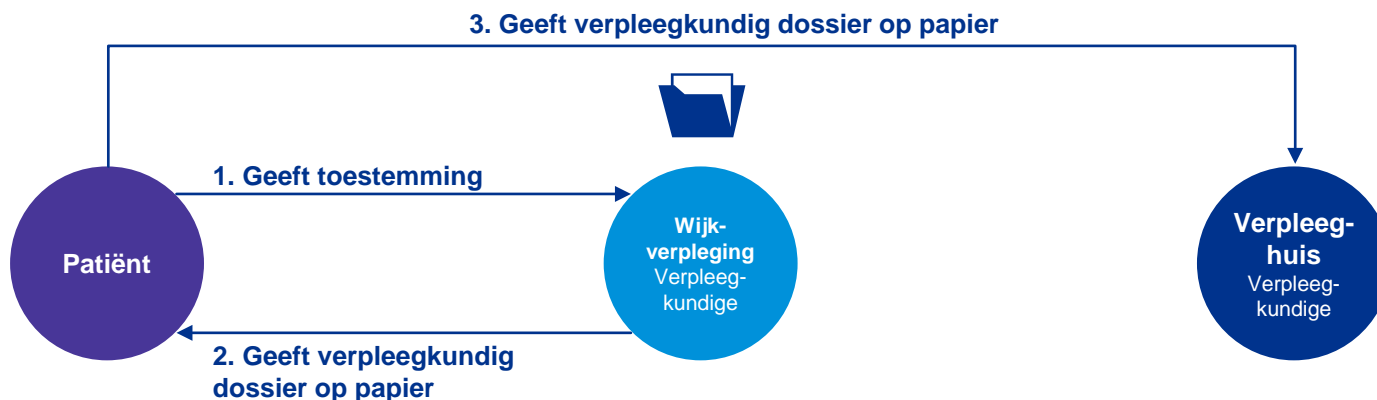 3. Geeft verpleegkundig dossier op papier
1. Geeft toestemming
Patiënt
Wijk-
verpleging
Verpleeg-
kundige
Verpleeg-
huis
Verpleeg-
kundige
2. Geeft verpleegkundig
dossier op papier